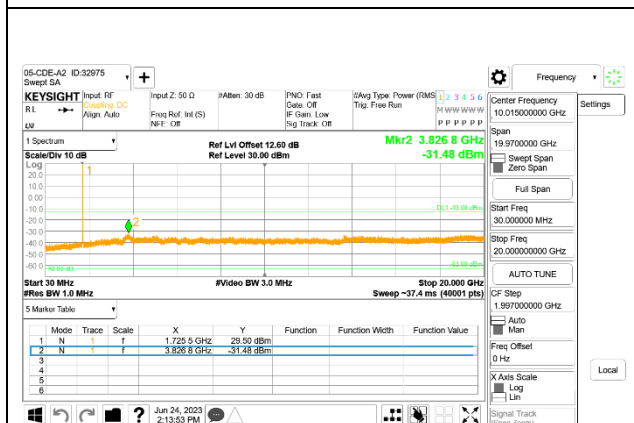 05-CDE-A2 ID:32975
Swept SA
Frequency
Settings
KEYSIGHT
RL
Input: RF
Coupling: DC
Align: Auto
Input Z: 50 Ω
Freq Ref: Int (S)
NFE: Off
#Atten: 30 dB
PNO: Fast
Gate: Off
IF Gain: Low
Sig Track: Off
#Avg Type: Power (RMS
Trig: Free Run
1 2 3 4 5 6
M W W W W W
P P P P P P
1 Spectrum
Scale/Div 10 dB
Ref Lvl Offset 12.60 dB
Ref Level 30.00 dBm
Mkr2 3.826 8 GHz
-31.48 dBm
Log
20.0
10.0
0.00
-10.0
-20.0
-30.0
-40.0
-50.0
-60.0
1
2
DL1 -13.00 dBm
Start 30 MHz
#Res BW 1.0 MHz
#Video BW 3.0 MHz
Stop 20.000 GHz
Sweep ~37.4 ms (40001 pts)
5 Marker Table
Mode Trace Scale X Y Function Function Width Function Value
1 N 1 f 1.725 5 GHz 29.50 dBm
2 N 1 f 3.826 8 GHz -31.48 dBm
3
4
5
6
Jun 24, 2023
2:13:53 PM
Center Frequency
10.015000000 GHz
Span
19.9700000 GHz
Swept Span
Zero Span
Full Span
Start Freq
30.000000 MHz
Stop Freq
20.000000000 GHz
AUTO TUNE
CF Step
1.997000000 GHz
Auto
Man
Freq Offset
0 Hz
X Axis Scale
Log
Lin
Signal Track
Local